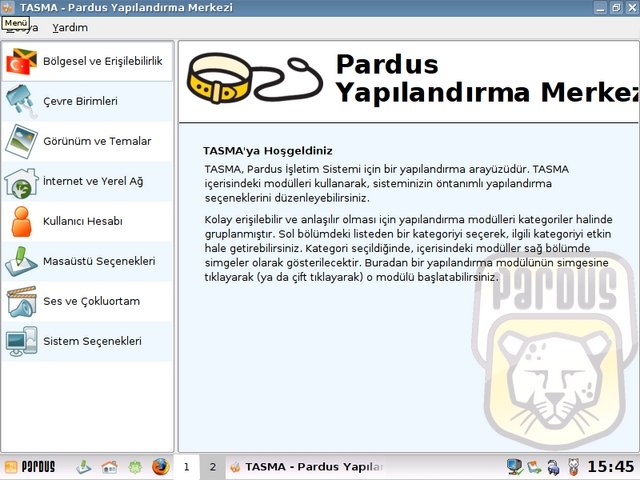 TASMA - Pardus Yapılandırma Merkezi
Menü
Yardım
Bölgesel ve Erişilebilirlik
Çevre Birimleri
Görünüm ve Temalar
İnternet ve Yerel Ağ
Kullanıcı Hesabı
Masaüstü Seçenekleri
Ses ve Çokluortam
Sistem Seçenekleri
Pardus
Yapılandırma Merkez
TASMA'ya Hoşgeldiniz
TASMA, Pardus İşletim Sistemi için bir yapılandırma arayüzüdür. TASMA
içerisindeki modülleri kullanarak, sisteminizin öntanımlı yapılandırma
seçeneklerini düzenleyebilirsiniz.
Kolay erişilebilir ve anlaşılır olması için yapılandırma modülleri kategoriler halinde
gruplanmıştır. Sol bölümdeki listeden bir kategoriyi seçerek, ilgili kategoriyi etkin
hale getirebilirsiniz. Kategori seçildiğinde, içerisindeki modüller sağ bölümde
simgeler olarak gösterilecektir. Buradan bir yapılandırma modülünün simgesine
tıklayarak (ya da çift tıklayarak) o modülü başlatabilirsiniz.
PARDUS
PARDUS
1
2
TASMA - Pardus Yapıla
15:45